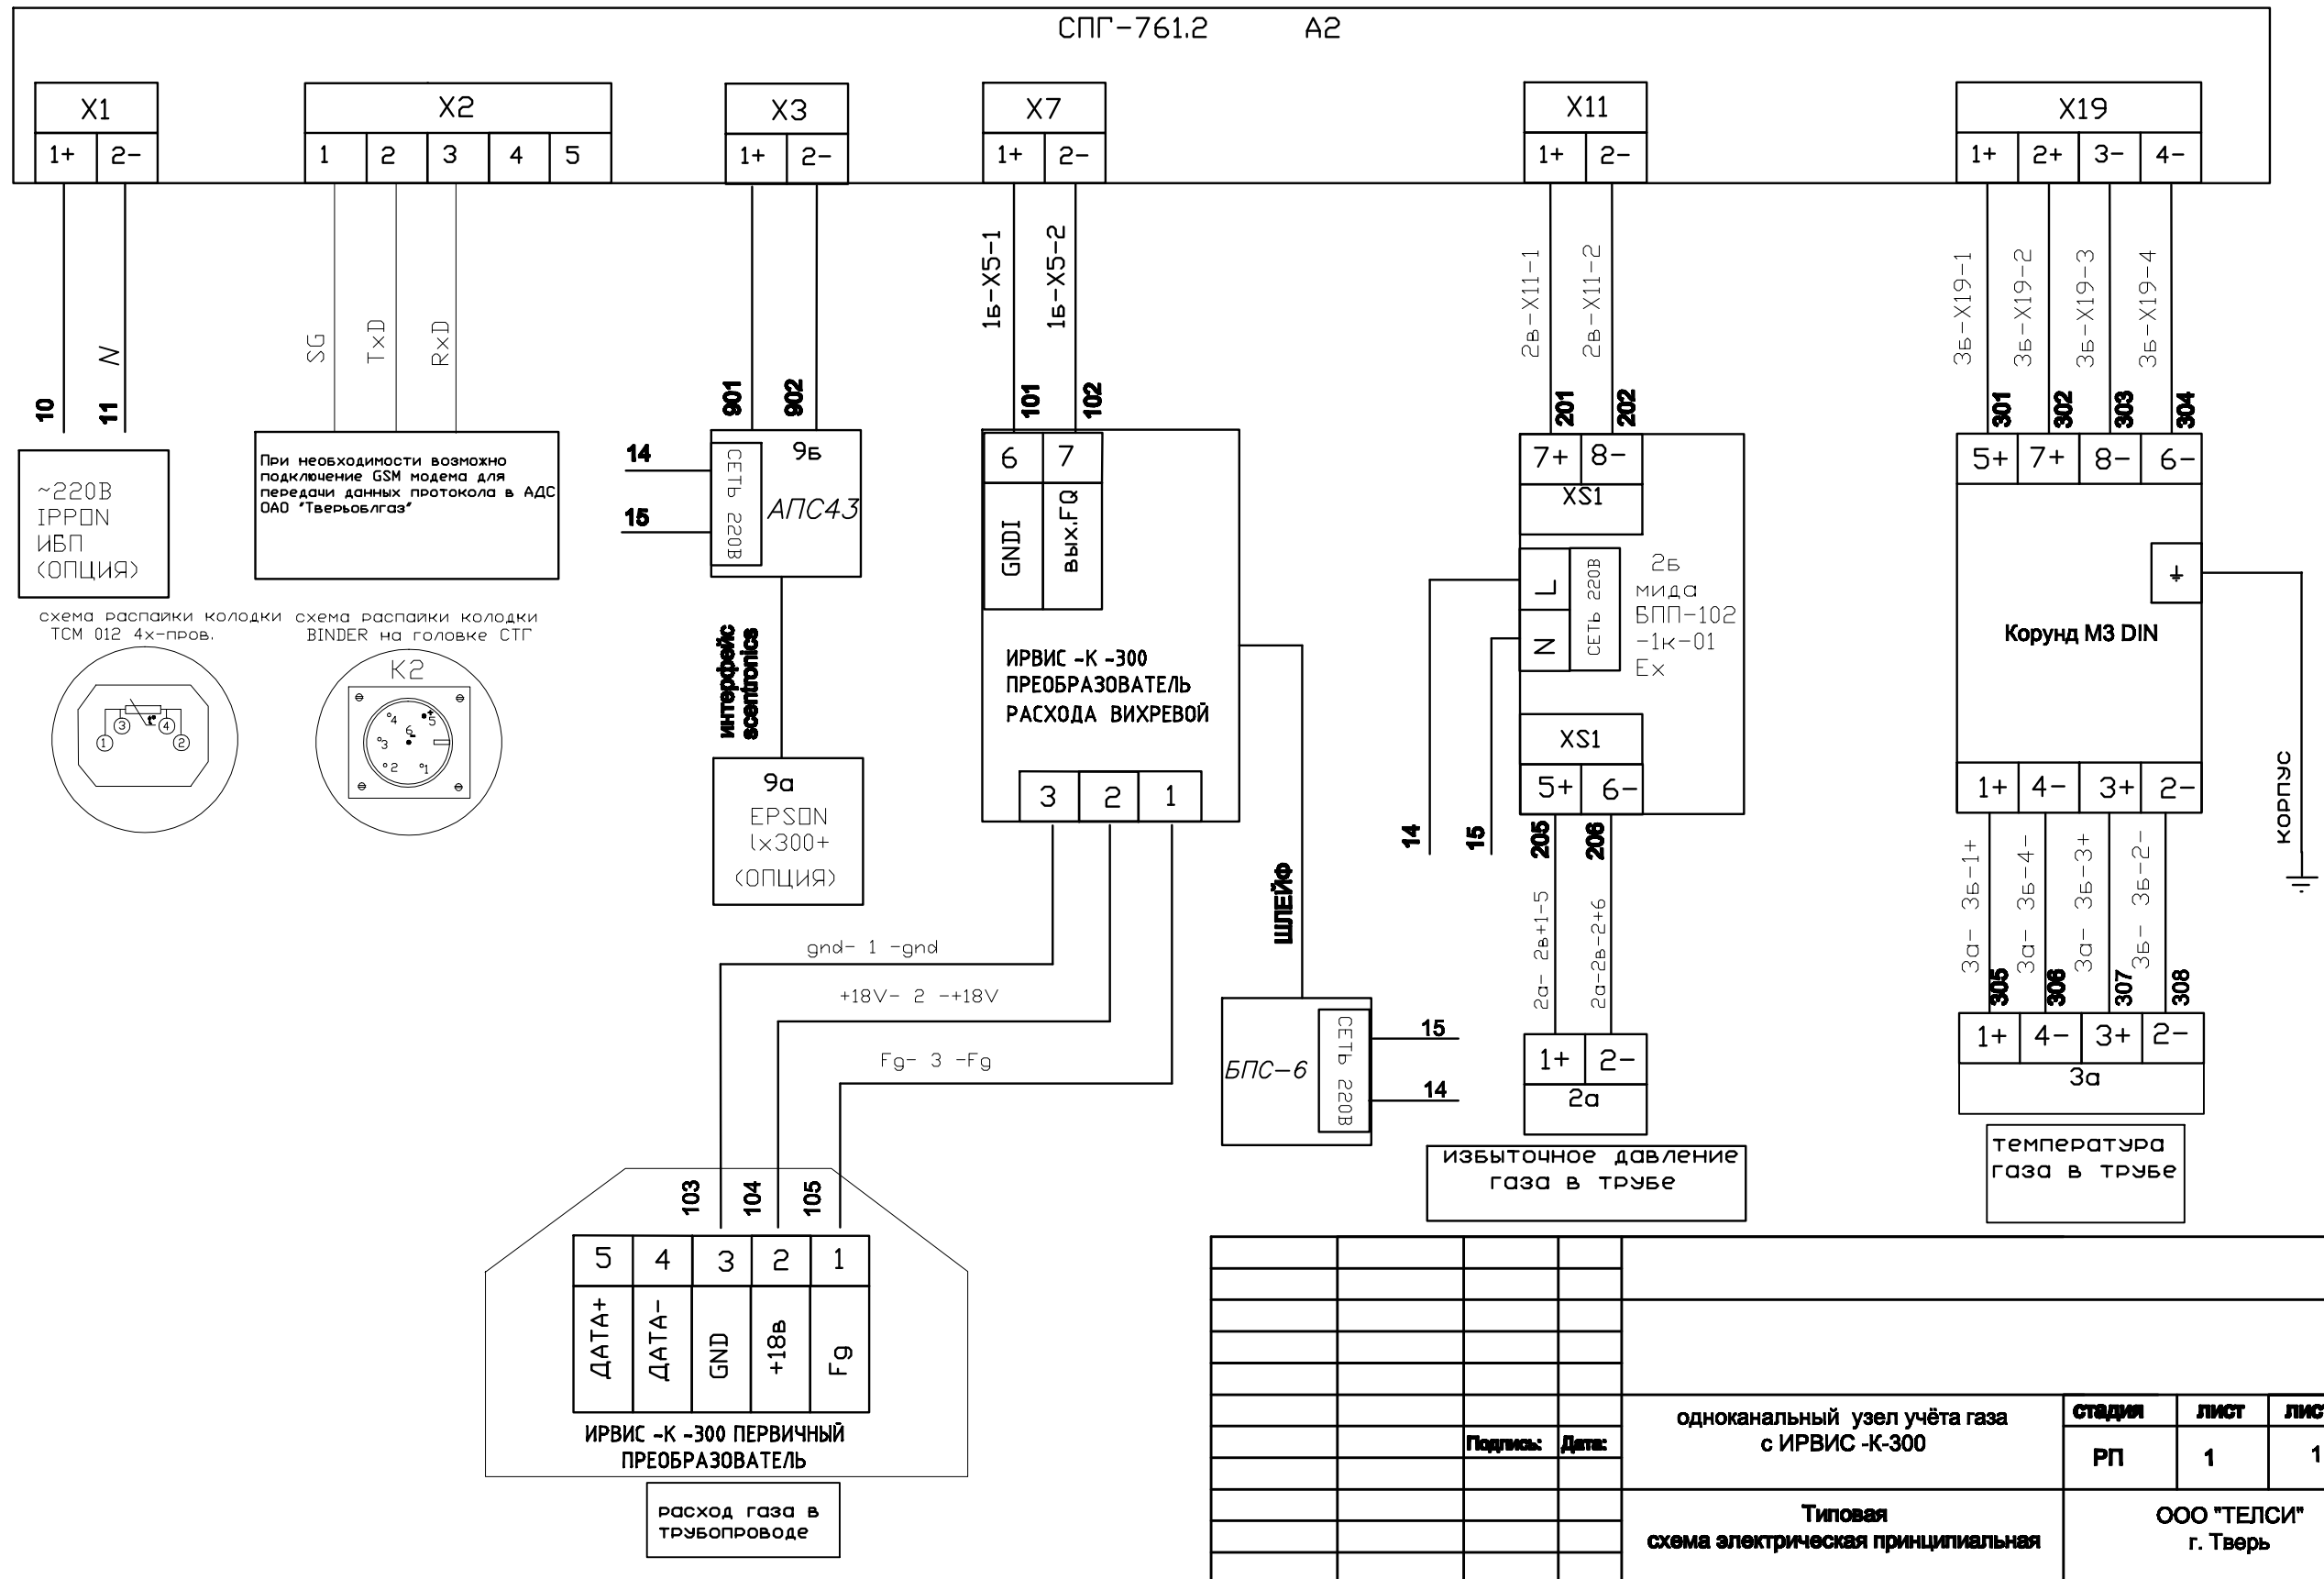 СПГ-761.2 А2
X1
1+ 2-
X2
1 2 3 4 5
X3
1+ 2-
X7
1+ 2-
X11
1+ 2-
X19
1+ 2+ 3- 4-
10
11 N
SG
TxD
RxD
901
902
1Б-X5-1
1Б-X5-2
101
102
2в-X11-1
2в-X11-2
201
202
3Б-X19-1
3Б-X19-2
3Б-X19-3
3Б-X19-4
301
302
303
304
~220В
IPPON
ИБП
(ОПЦИЯ)
При необходимости возможно
подключение GSM модема для
передачи данных протокола в АДС
ОАО "Тверьоблгаз"
14
15
СЕТЬ 220В
9Б
АПС43
6 7
GNDI
вых.FQ
ИРВИС -К -300
ПРЕОБРАЗОВАТЕЛЬ
РАСХОДА ВИХРЕВОЙ
3 2 1
7+ 8-
XS1
L
N
СЕТЬ 220В
2Б
мида
БПП-102
-1к-01
Ex
XS1
5+ 6-
5+ 7+ 8- 6-
Корунд М3 DIN
1+ 4- 3+ 2-
КОРПУС
схема распайки колодки
ТСМ 012 4х-пров.
1 3 t° 4 2
схема распайки колодки
BINDER на головке СТГ
К2
4 5
6
3
2 1
интерфейс
scentronics
9а
EPSON
lx300+
(ОПЦИЯ)
ШЛЕЙФ
14
15
205
206
2а- 2в+1-5
2а-2в-2+6
3а- 3Б-1+
3а- 3Б-4-
3а- 3Б-3+
3Б- 3Б-2-
305
306
307
308
gnd- 1 -gnd
+18V- 2 -+18V
Fg- 3 -Fg
БПС-6
СЕТЬ 220В
15
14
1+ 2-
2а
избыточное давление
газа в трубе
1+ 4- 3+ 2-
3а
температура
газа в трубе
103
104
105
5 4 3 2 1
ДАТА+
ДАТА-
GND
+18в
Fg
ИРВИС -К -300 ПЕРВИЧНЫЙ
ПРЕОБРАЗОВАТЕЛЬ
расход газа в
трубопроводе
Подпись: Дата:
одноканальный узел учёта газа
с ИРВИС -К-300
стадия лист лист
РП 1 1
Типовая
схема электрическая принципиальная
ООО "ТЕЛСИ"
г. Тверь